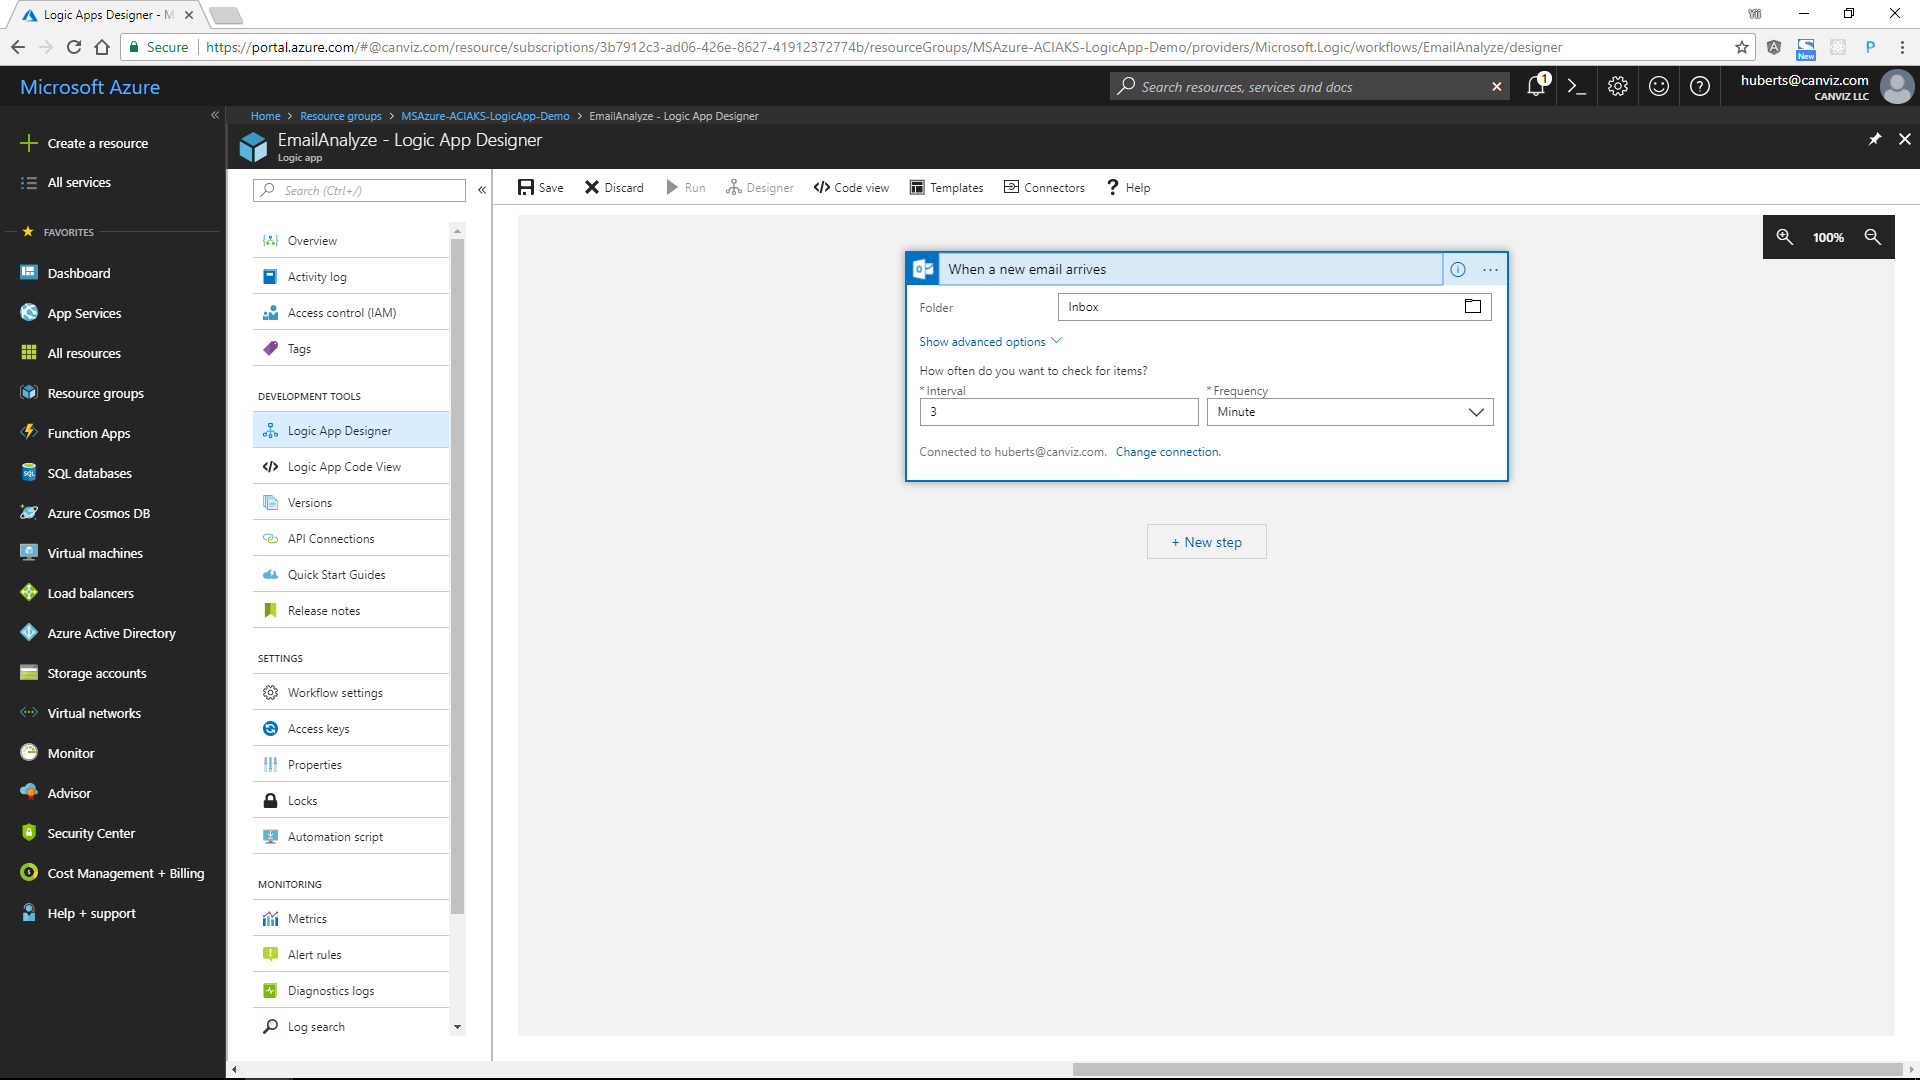 Logic Apps Designer - M
Yii
Secure
https://portal.azure.com/#@canviz.com/resource/subscriptions/3b7912c3-ad06-426e-8627-41912372774b/resourceGroups/MSAzure-ACIAKS-LogicApp-Demo/providers/Microsoft.Logic/workflows/EmailAnalyze/designer
New
P
Microsoft Azure
Search resources, services and docs
1
huberts@canviz.com
CANVIZ LLC
Home > Resource groups > MSAzure-ACIAKS-LogicApp-Demo > EmailAnalyze - Logic App Designer
EmailAnalyze - Logic App Designer
Logic app
Create a resource
All services
FAVORITES
Dashboard
App Services
All resources
Resource groups
Function Apps
SQL databases
Azure Cosmos DB
Virtual machines
Load balancers
Azure Active Directory
Storage accounts
Virtual networks
Monitor
Advisor
Security Center
Cost Management + Billing
Help + support
Search (Ctrl+/)
Overview
Activity log
Access control (IAM)
Tags
DEVELOPMENT TOOLS
Logic App Designer
Logic App Code View
Versions
API Connections
Quick Start Guides
Release notes
SETTINGS
Workflow settings
Access keys
Properties
Locks
Automation script
MONITORING
Metrics
Alert rules
Diagnostics logs
Log search
Save
Discard
Run
Designer
Code view
Templates
Connectors
Help
100%
When a new email arrives
Folder
Inbox
Show advanced options
How often do you want to check for items?
* Interval
* Frequency
3
Minute
Connected to huberts@canviz.com. Change connection.
+ New step